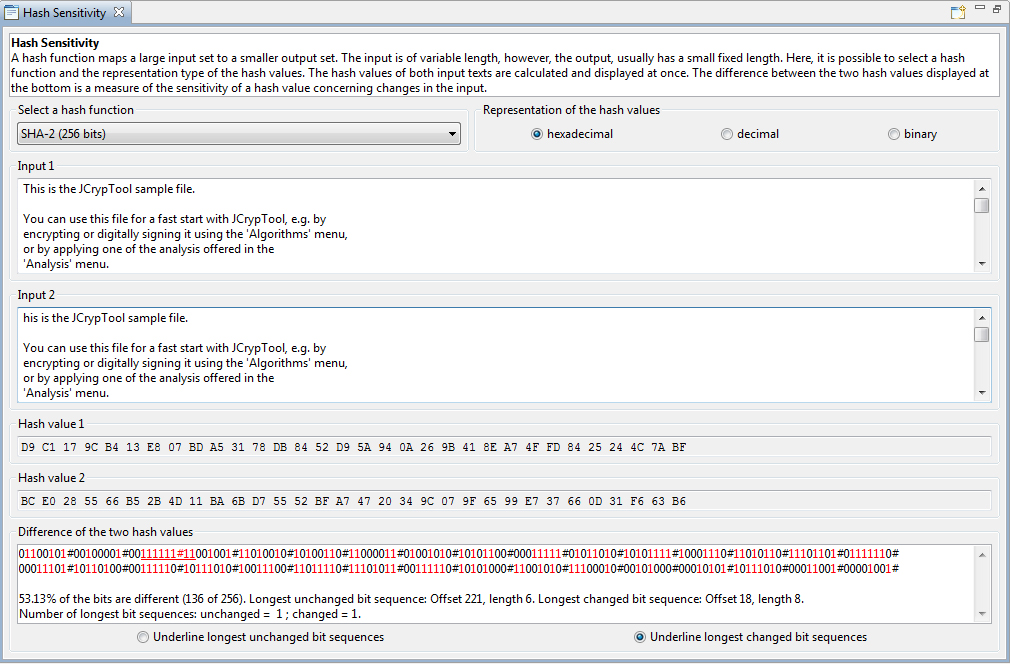 Hash Sensitivity
Hash Sensitivity
A hash function maps a large input set to a smaller output set. The input is of variable length, however, the output, usually has a small fixed length. Here, it is possible to select a hash
function and the representation type of the hash values. The hash values of both input texts are calculated and displayed at once. The difference between the two hash values displayed at
the bottom is a measure of the sensitivity of a hash value concerning changes in the input.
Select a hash function
SHA-2 (256 bits)
Representation of the hash values
hexadecimal decimal binary
Input 1
This is the JCrypTool sample file.
You can use this file for a fast start with JCrypTool, e.g. by
encrypting or digitally signing it using the 'Algorithms' menu,
or by applying one of the analysis offered in the
'Analysis' menu.
Input 2
his is the JCrypTool sample file.
You can use this file for a fast start with JCrypTool, e.g. by
encrypting or digitally signing it using the 'Algorithms' menu,
or by applying one of the analysis offered in the
'Analysis' menu.
Hash value 1
D9 C1 17 9C B4 13 E8 07 BD A5 31 78 DB 84 52 D9 5A 94 0A 26 9B 41 8E A7 4F FD 84 25 24 4C 7A BF
Hash value 2
BC E0 28 55 66 B5 2B 4D 11 BA 6B D7 55 52 BF A7 47 20 34 9C 07 9F 65 99 E7 37 66 0D 31 F6 63 B6
Difference of the two hash values
01100101#00100001#00111111#11001001#11010010#10100110#11000011#01001010#10101100#00011111#01011010#10101111#10001110#11010110#11101101#01111110#
00011101#10110100#00111110#10111010#10011100#11011110#11101011#00111110#10101000#11001010#11100010#00101000#00010101#10111010#00011001#00001001#
53.13% of the bits are different (136 of 256). Longest unchanged bit sequence: Offset 221, length 6. Longest changed bit sequence: Offset 18, length 8.
Number of longest bit sequences: unchanged = 1 ; changed = 1.
Underline longest unchanged bit sequences Underline longest changed bit sequences